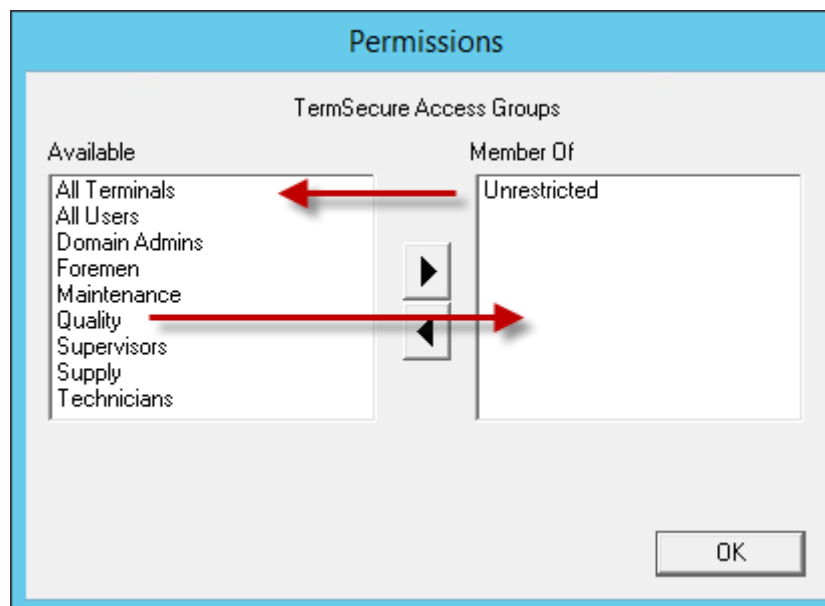 Permissions
TermSecure Access Groups
Available
Member Of
All Terminals
All Users
Domain Admins
Foremen
Maintenance
Quality
Supervisors
Supply
Technicians
Unrestricted
OK